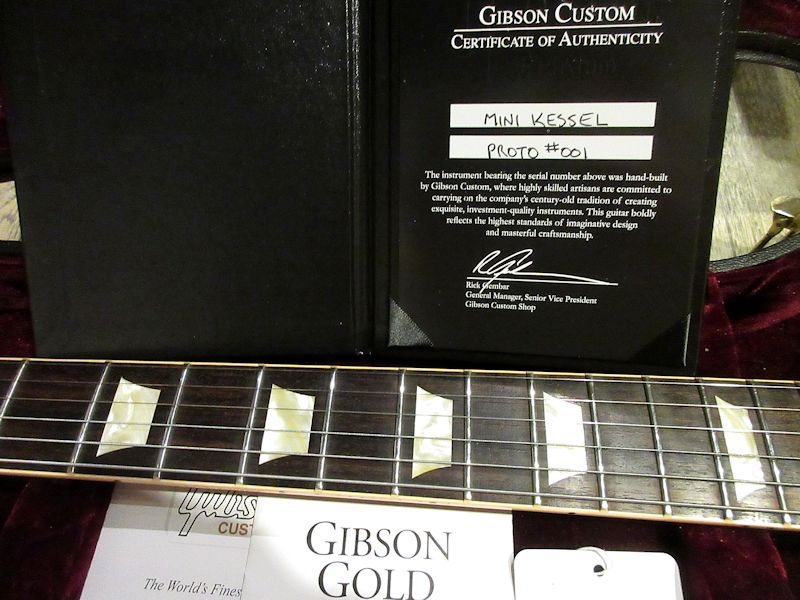 GIBSON CUSTOM
CERTIFICATE OF AUTHENTICITY
MINI KESSEL
PROTO #001
The instrument bearing the serial number above was hand-built
by Gibson Custom, where highly skilled artisans are committed to
carrying on the company's century-old tradition of creating
exquisite, investment-quality instruments. This guitar boldly
reflects the highest standards of imaginative design
and masterful craftsmanship.
Rick Gembar
General Manager, Senior Vice President
Gibson Custom Shop
Gibs
CUST
The World's Fines
GIBSON
GOLD